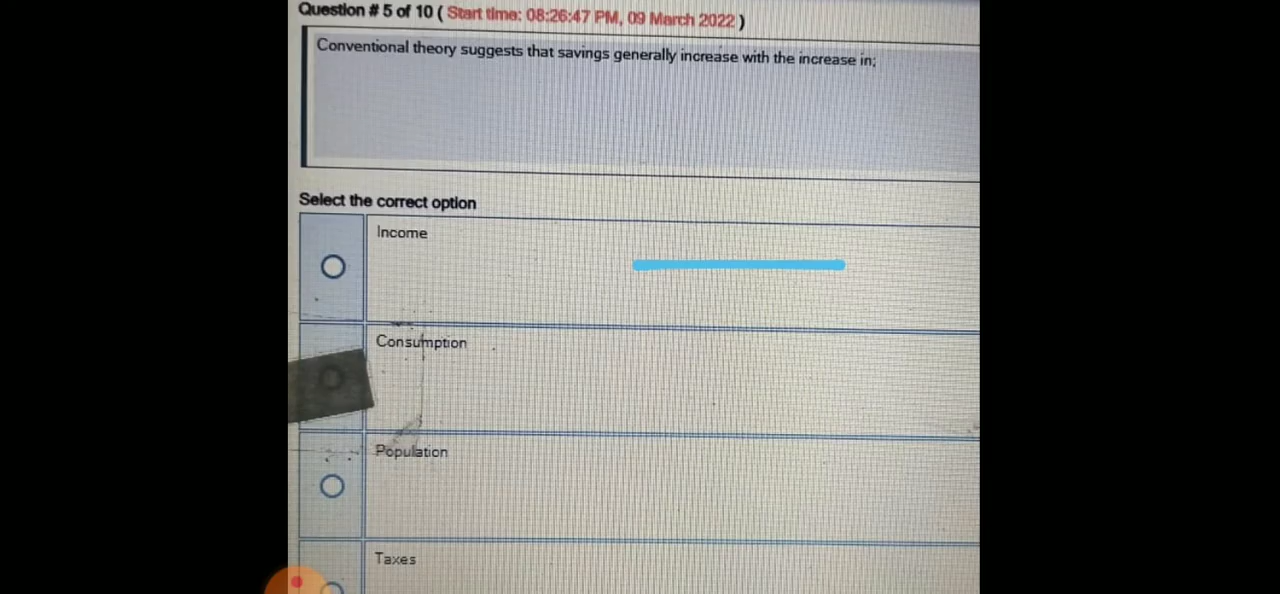 Question # 5 of 10 ( Start time: 08:26:47 PM, 09 March 2022 )
Conventional theory suggests that savings generally increase with the increase in;
Select the correct option
Income
Consumption
Population
Taxes